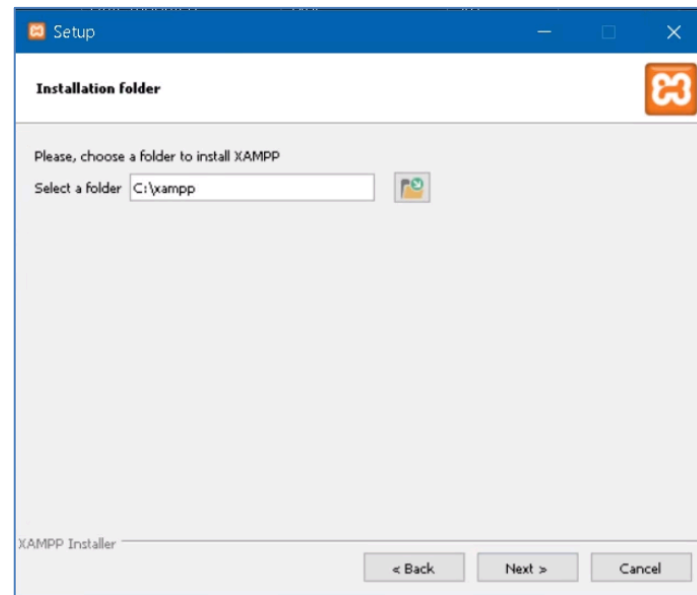 Setup
Installation folder
Please, choose a folder to install XAMPP
Select a folder C:\xampp
XAMPP Installer
< Back Next > Cancel